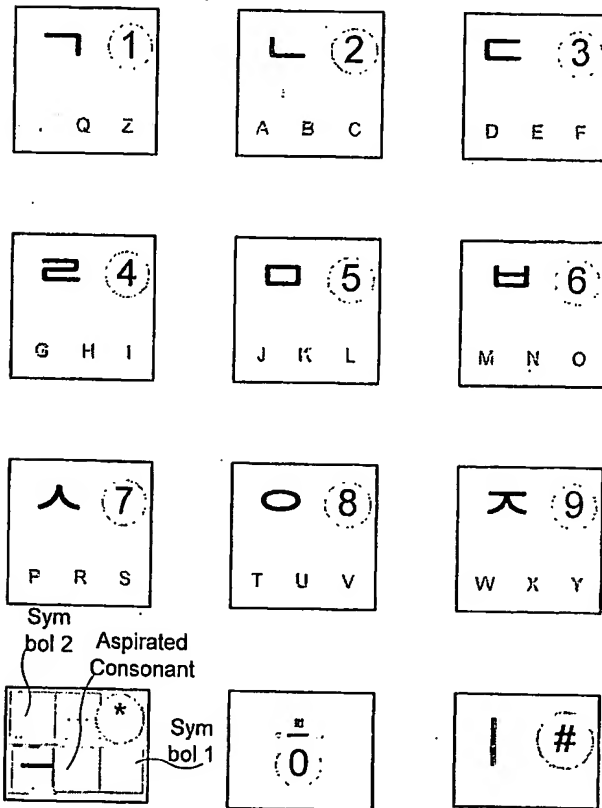 ㄱ 1 ㄴ 2 ㄷ 3
Q Z A B C D E F
ㄹ 4 ㅁ 5 ㅂ 6
G H I J K L M N O
ㅅ 7 ㅇ 8 ㅈ 9
P R S T U V W X Y
Sym
bol 2
Aspirated
Consonant
*
Sym
bol 1
ㅡ
0
ㅣ #